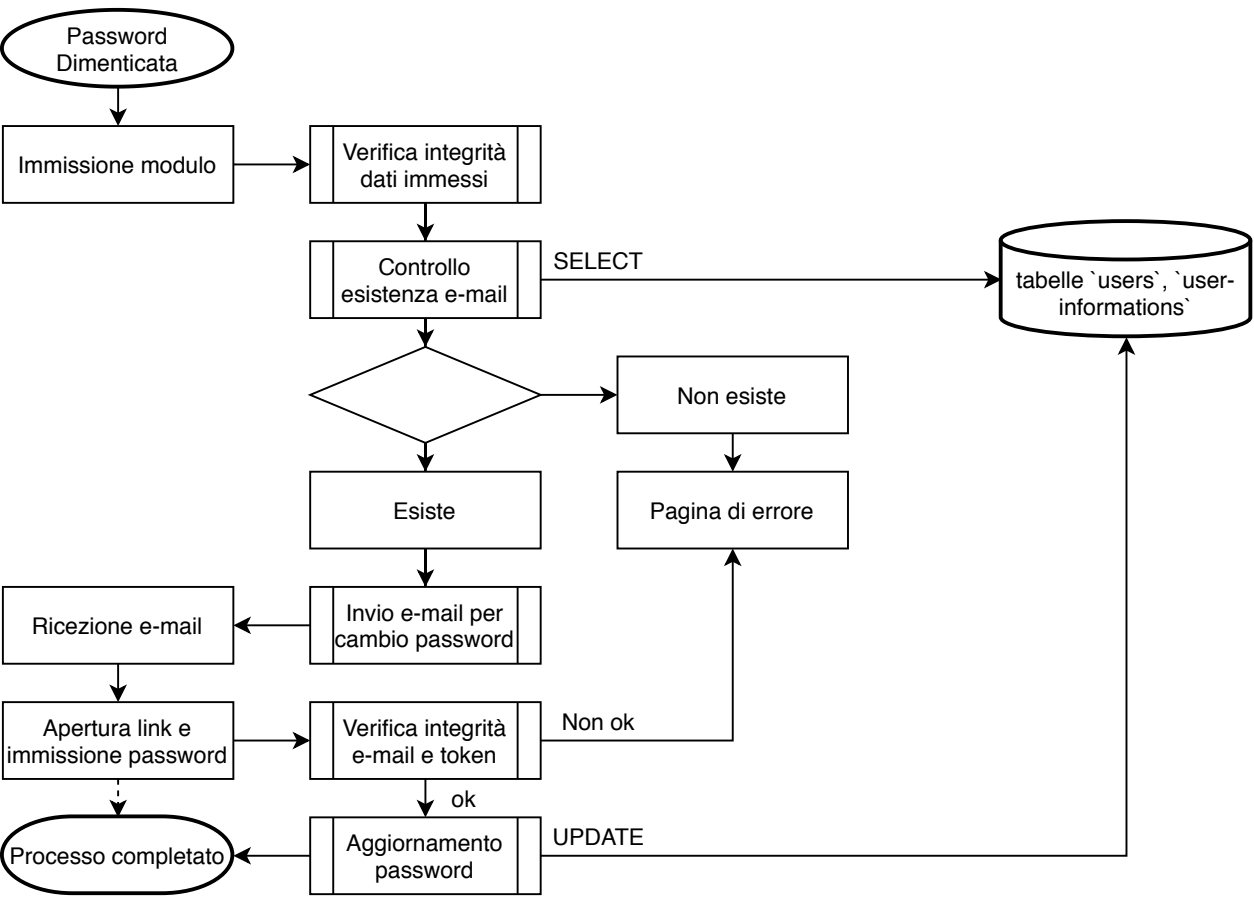 Password
Dimenticata
Immissione modulo
Verifica integrità
dati immessi
Controllo
esistenza e-mail
SELECT
tabelle `users`, `user-
informations`
Non esiste
Esiste
Pagina di errore
Ricezione e-mail
Invio e-mail per
cambio password
Apertura link e
immissione password
Verifica integrità
e-mail e token
Non ok
ok
Processo completato
Aggiornamento
password
UPDATE